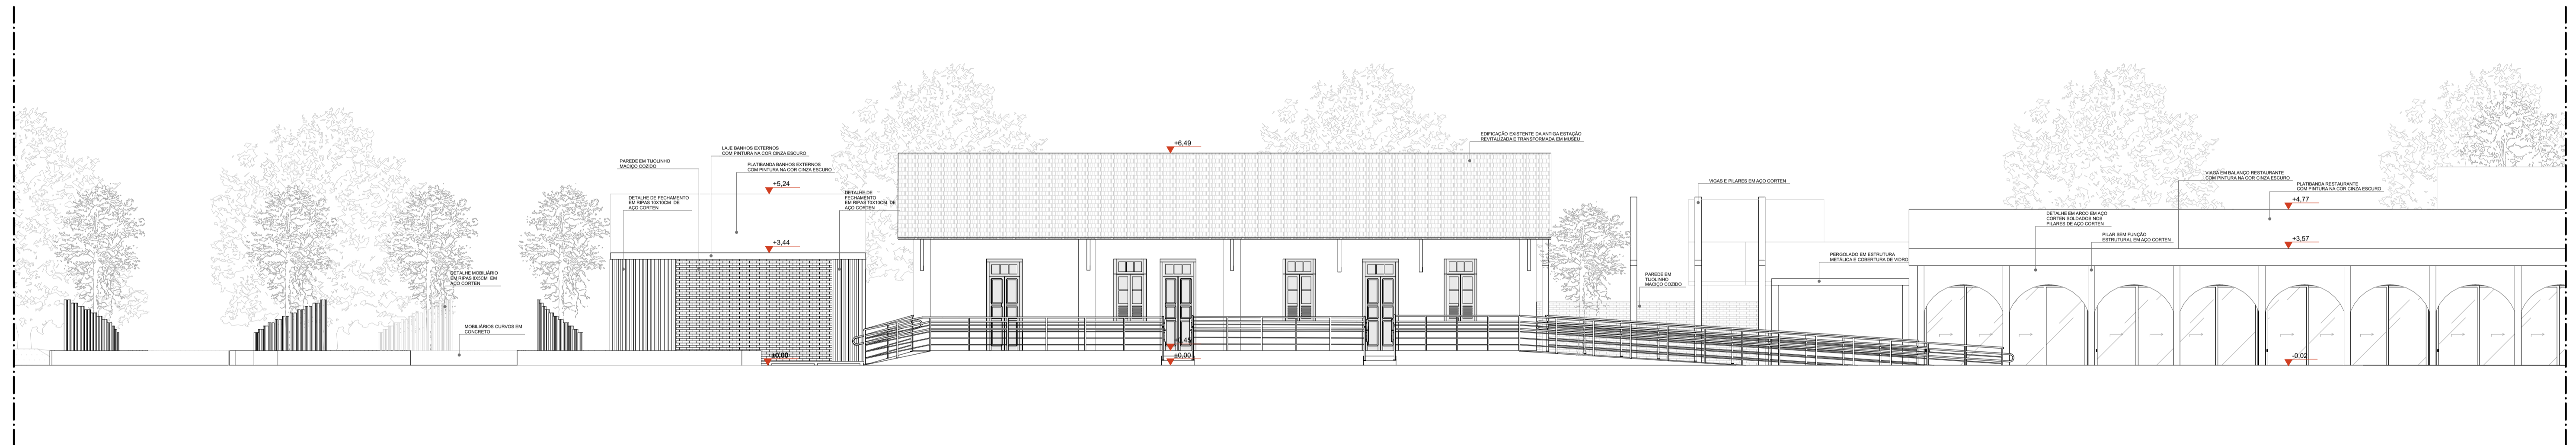 LAJE BANHOS EXTERNOS
COM PINTURA NA COR CINZA ESCURO
PAREDE EM TIJOLINHO
MACIÇO COZIDO
PLATIBANDA BANHOS EXTERNOS
COM PINTURA NA COR CINZA ESCURO
+5,24
DETALHE DE FECHAMENTO
EM RIPAS 10X10CM DE
AÇO CORTEN
DETALHE DE
FECHAMENTO
EM RIPAS 10X10CM DE
AÇO CORTEN
+3,44
DETALHE MOBILIÁRIO
EM RIPAS 8X5CM EM
AÇO CORTEN
MOBILIÁRIOS CURVOS EM
CONCRETO
±0,00
+6,49
+0,45
±0,00
EDIFICAÇÃO EXISTENTE DA ANTIGA ESTAÇÃO
REVITALIZADA E TRANSFORMADA EM MUSEU
VIGAS E PILARES EM AÇO CORTEN
PAREDE EM
TIJOLINHO
MACIÇO COZIDO
PERGOLADO EM ESTRUTURA
METÁLICA E COBERTURA DE VIDRO
DETALHE EM ARCO EM AÇO
CORTEN SOLDADOS NOS
PILARES DE AÇO CORTEN
PILAR SEM FUNÇÃO
ESTRUTURAL EM AÇO CORTEN
VIAGA EM BALANÇO RESTAURANTE
COM PINTURA NA COR CINZA ESCURO
PLATIBANDA RESTAURANTE
COM PINTURA NA COR CINZA ESCURO
+4,77
+3,57
-0,02